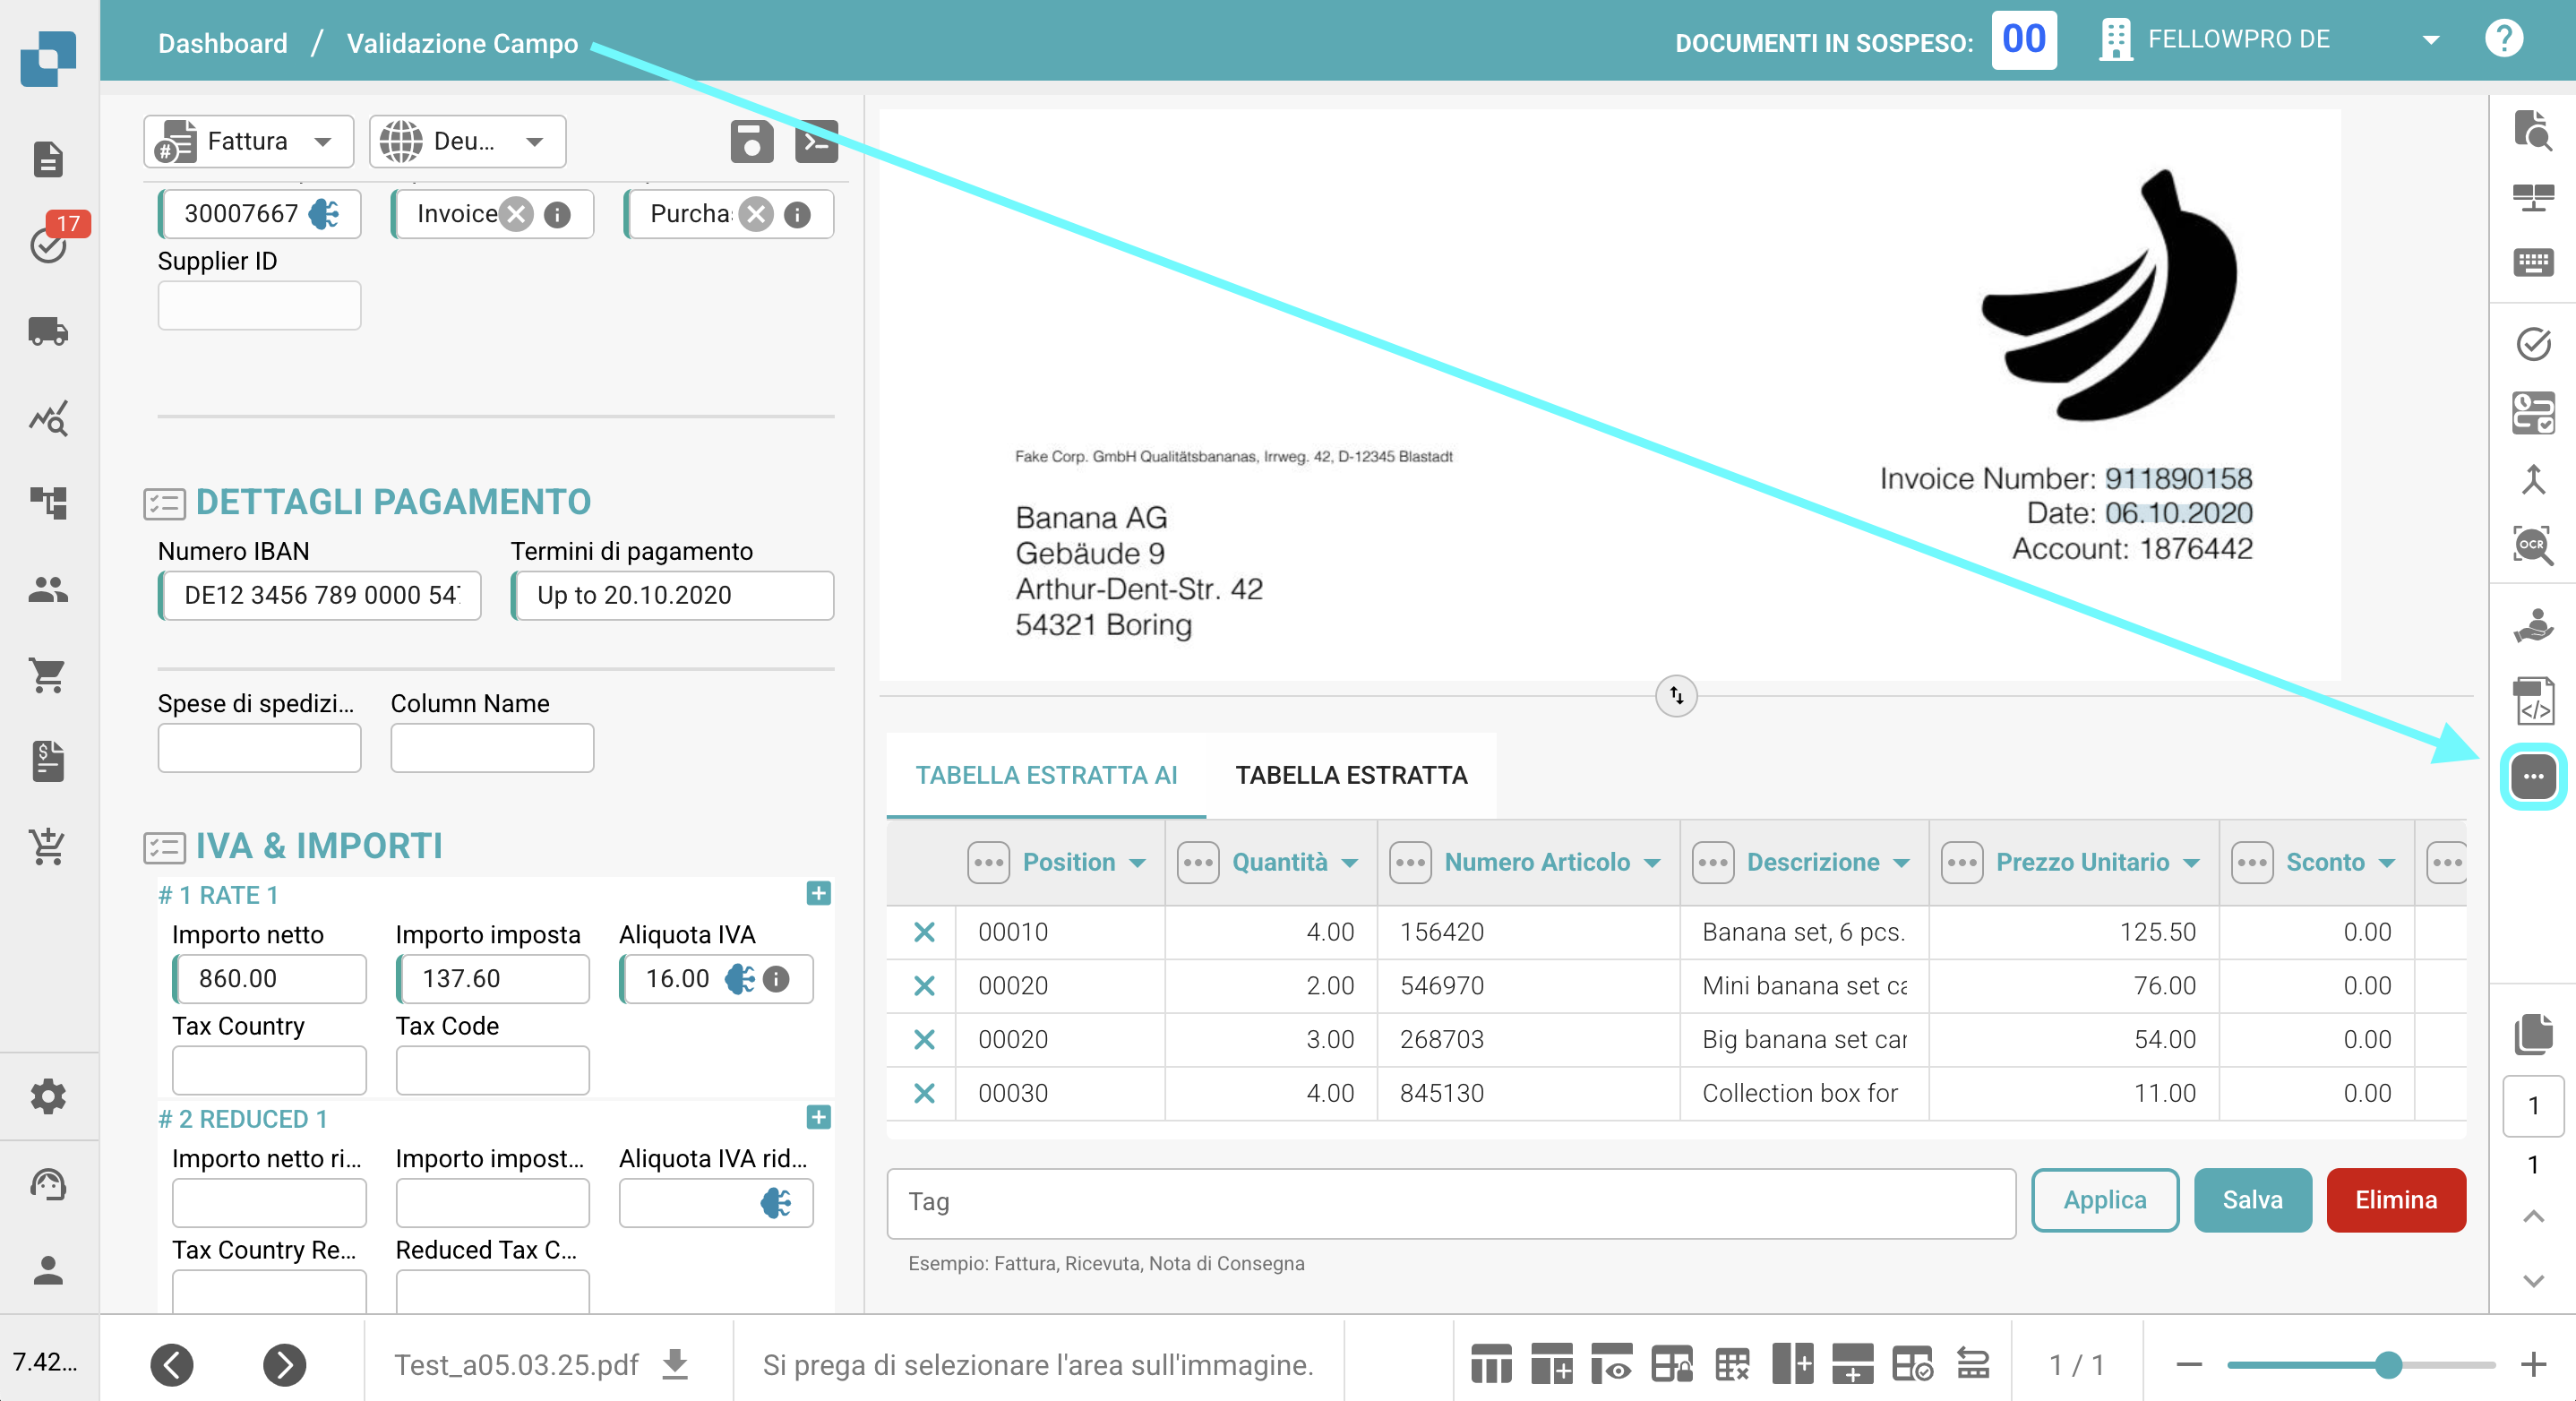 Dashboard / Validazione Campo
DOCUMENTI IN SOSPESO: 00
FELLOWPRO DE
?
17
7.42...
# Fattura
Deu...
30007667
Invoice
Purcha
Supplier ID
DETTAGLI PAGAMENTO
Numero IBAN
Termini di pagamento
DE12 3456 789 0000 54
Up to 20.10.2020
Spese di spedizi...
Column Name
IVA & IMPORTI
# 1 RATE 1
Importo netto
Importo imposta
Aliquota IVA
860.00
137.60
16.00
Tax Country
Tax Code
# 2 REDUCED 1
Importo netto ri...
Importo impost...
Aliquota IVA rid...
Tax Country Re...
Reduced Tax C...
Fake Corp. GmbH Qualitätsbananas, Irrweg. 42, D-12345 Blastadt
Banana AG
Gebäude 9
Arthur-Dent-Str. 42
54321 Boring
Invoice Number: 911890158
Date: 06.10.2020
Account: 1876442
TABELLA ESTRATTA AI
TABELLA ESTRATTA
Position Quantità Numero Articolo Descrizione Prezzo Unitario Sconto
00010 4.00 156420 Banana set, 6 pcs. 125.50 0.00
00020 2.00 546970 Mini banana set ca 76.00 0.00
00020 3.00 268703 Big banana set car 54.00 0.00
00030 4.00 845130 Collection box for 11.00 0.00
Tag
Applica
Salva
Elimina
Esempio: Fattura, Ricevuta, Nota di Consegna
OCR
</>
1
1
Test_a05.03.25.pdf
Si prega di selezionare l'area sull'immagine.
1 / 1